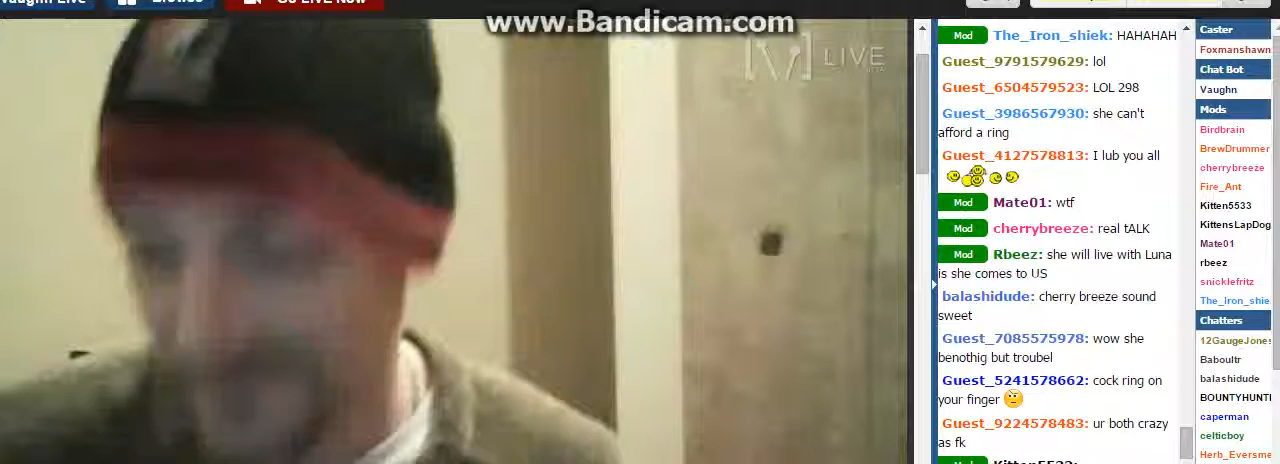 Vaughn Live Browse Go LIVE Now
www.Bandicam.com
[V] LIVE
Mod The_Iron_shiek: HAHAHAH
Guest_9791579629: lol
Guest_6504579523: LOL 298
Guest_3986567930: she can't
afford a ring
Guest_4127578813: I lub you all
Mod Mate01: wtf
Mod cherrybreeze: real tALK
Mod Rbeez: she will live with Luna
is she comes to US
balashidude: cherry breeze sound
sweet
Guest_7085575978: wow she
benothig but troubel
Guest_5241578662: cock ring on
your finger
Guest_9224578483: ur both crazy
as fk
Kitten5533:
Caster
Foxmanshawn
Chat Bot
Vaughn
Mods
Birdbrain
BrewDrummer
cherrybreeze
Fire_Ant
Kitten5533
KittensLapDog
Mate01
rbeez
snicklefritz
The_Iron_shie
Chatters
12GaugeJones
Baboultr
balashidude
BOUNTYHUNTE
caperman
celticboy
Herb_Eversme